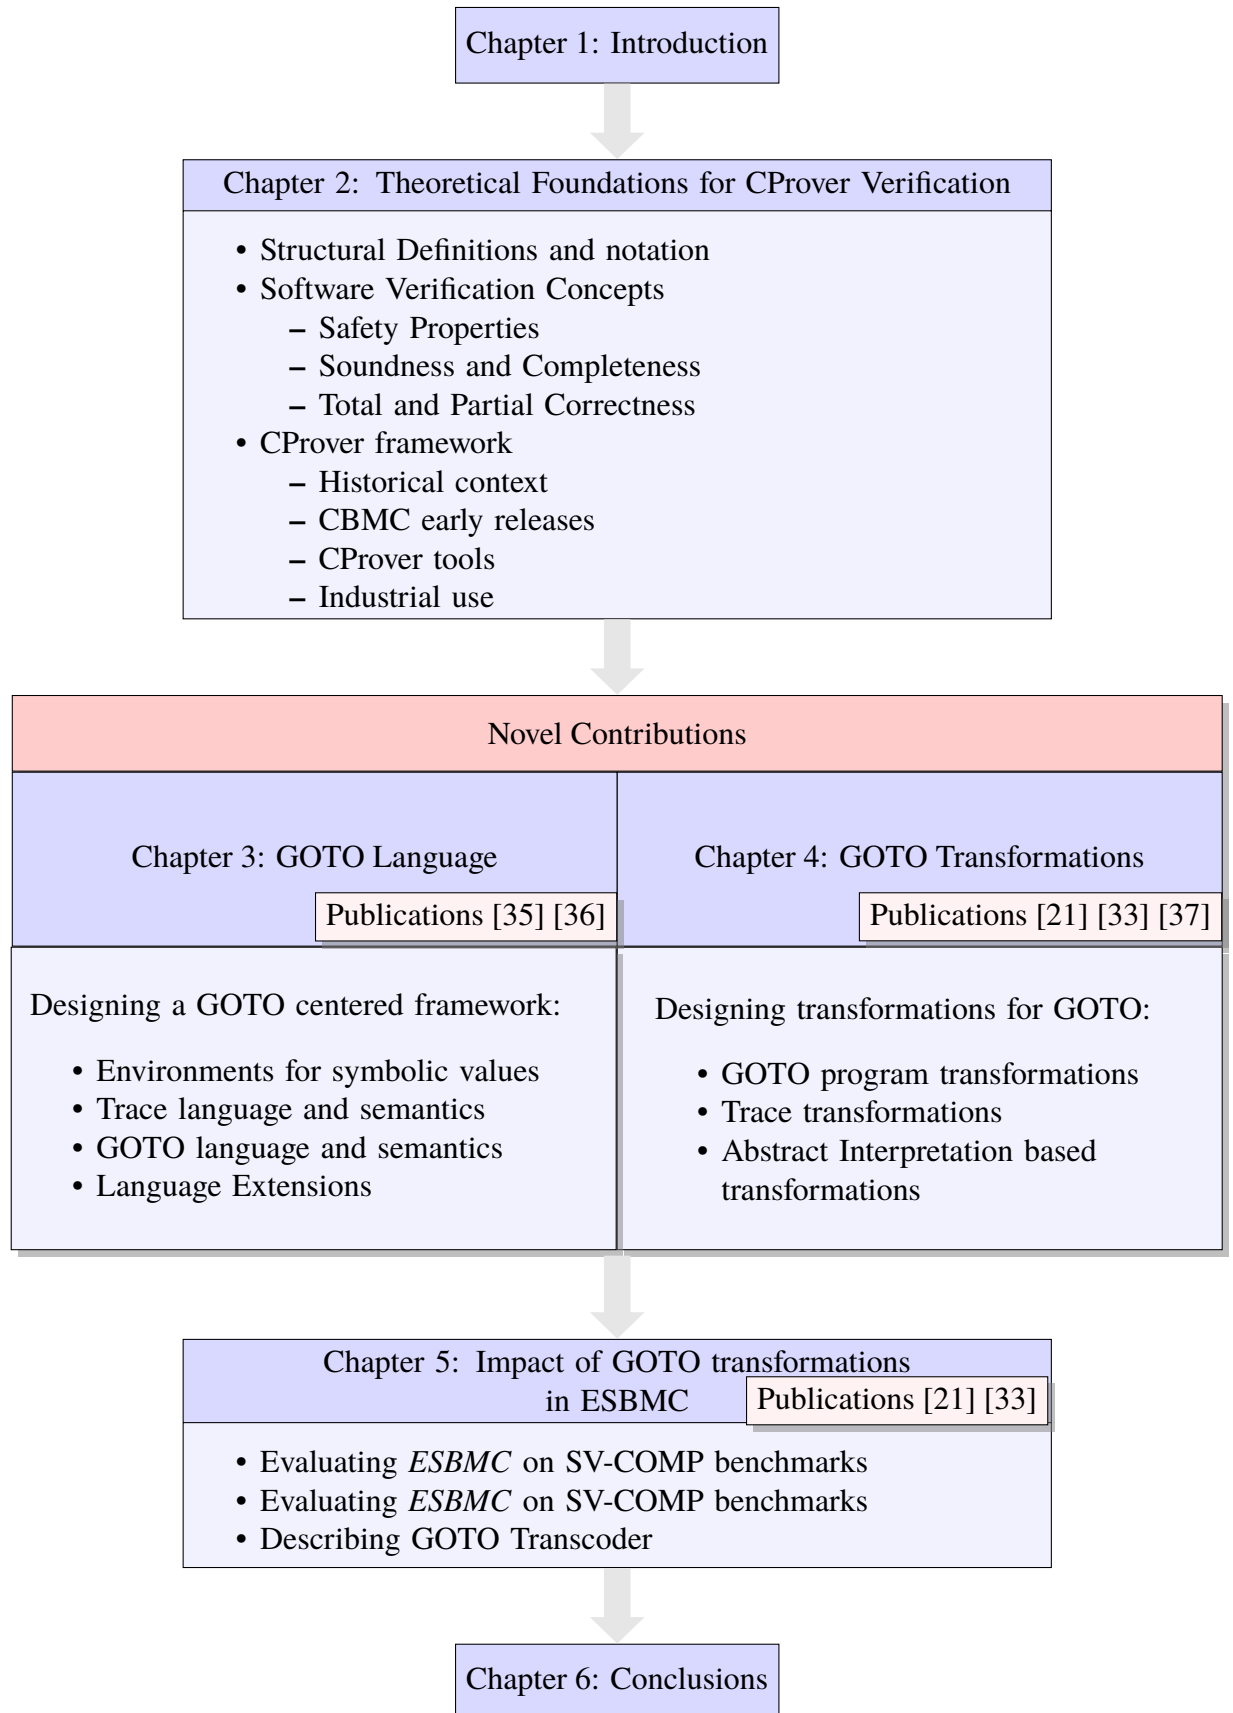 Chapter 1: Introduction
Chapter 2: Theoretical Foundations for CProver Verification
• Structural Definitions and notation
• Software Verification Concepts
– Safety Properties
– Soundness and Completeness
– Total and Partial Correctness
• CProver framework
– Historical context
– CBMC early releases
– CProver tools
– Industrial use
Novel Contributions
Chapter 3: GOTO Language
Publications [35] [36]
Designing a GOTO centered framework:
• Environments for symbolic values
• Trace language and semantics
• GOTO language and semantics
• Language Extensions
Chapter 4: GOTO Transformations
Publications [21] [33] [37]
Designing transformations for GOTO:
• GOTO program transformations
• Trace transformations
• Abstract Interpretation based
transformations
Chapter 5: Impact of GOTO transformations
in ESBMC
Publications [21] [33]
• Evaluating ESBMC on SV-COMP benchmarks
• Evaluating ESBMC on SV-COMP benchmarks
• Describing GOTO Transcoder
Chapter 6: Conclusions